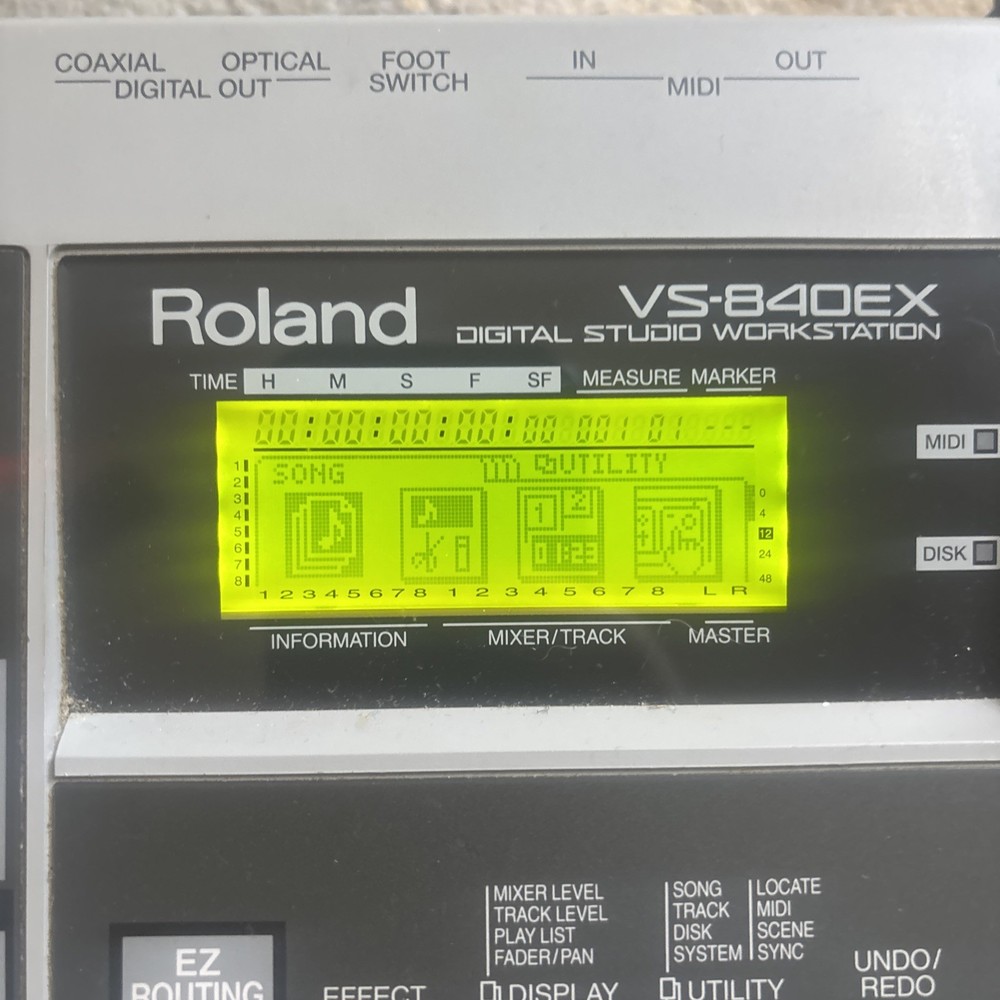 COAXIAL OPTICAL FOOT IN OUT
DIGITAL OUT SWITCH MIDI
Roland VS-840EX
DIGITAL STUDIO WORKSTATION
TIME H M S F SF MEASURE MARKER
00:00:00:00:00 001 01
MIDI
SONG UTILITY
1
2
3
4
5
6
7
8
1 2
0
4
12
24
48
DISK
1 2 3 4 5 6 7 8 1 2 3 4 5 6 7 8 L R
INFORMATION MIXER/TRACK MASTER
MIXER LEVEL SONG LOCATE
TRACK LEVEL TRACK MIDI
PLAY LIST DISK SCENE
FADER/PAN SYSTEM SYNC
EZ UNDO/
ROUTING EFFECT DISPLAY UTILITY REDO